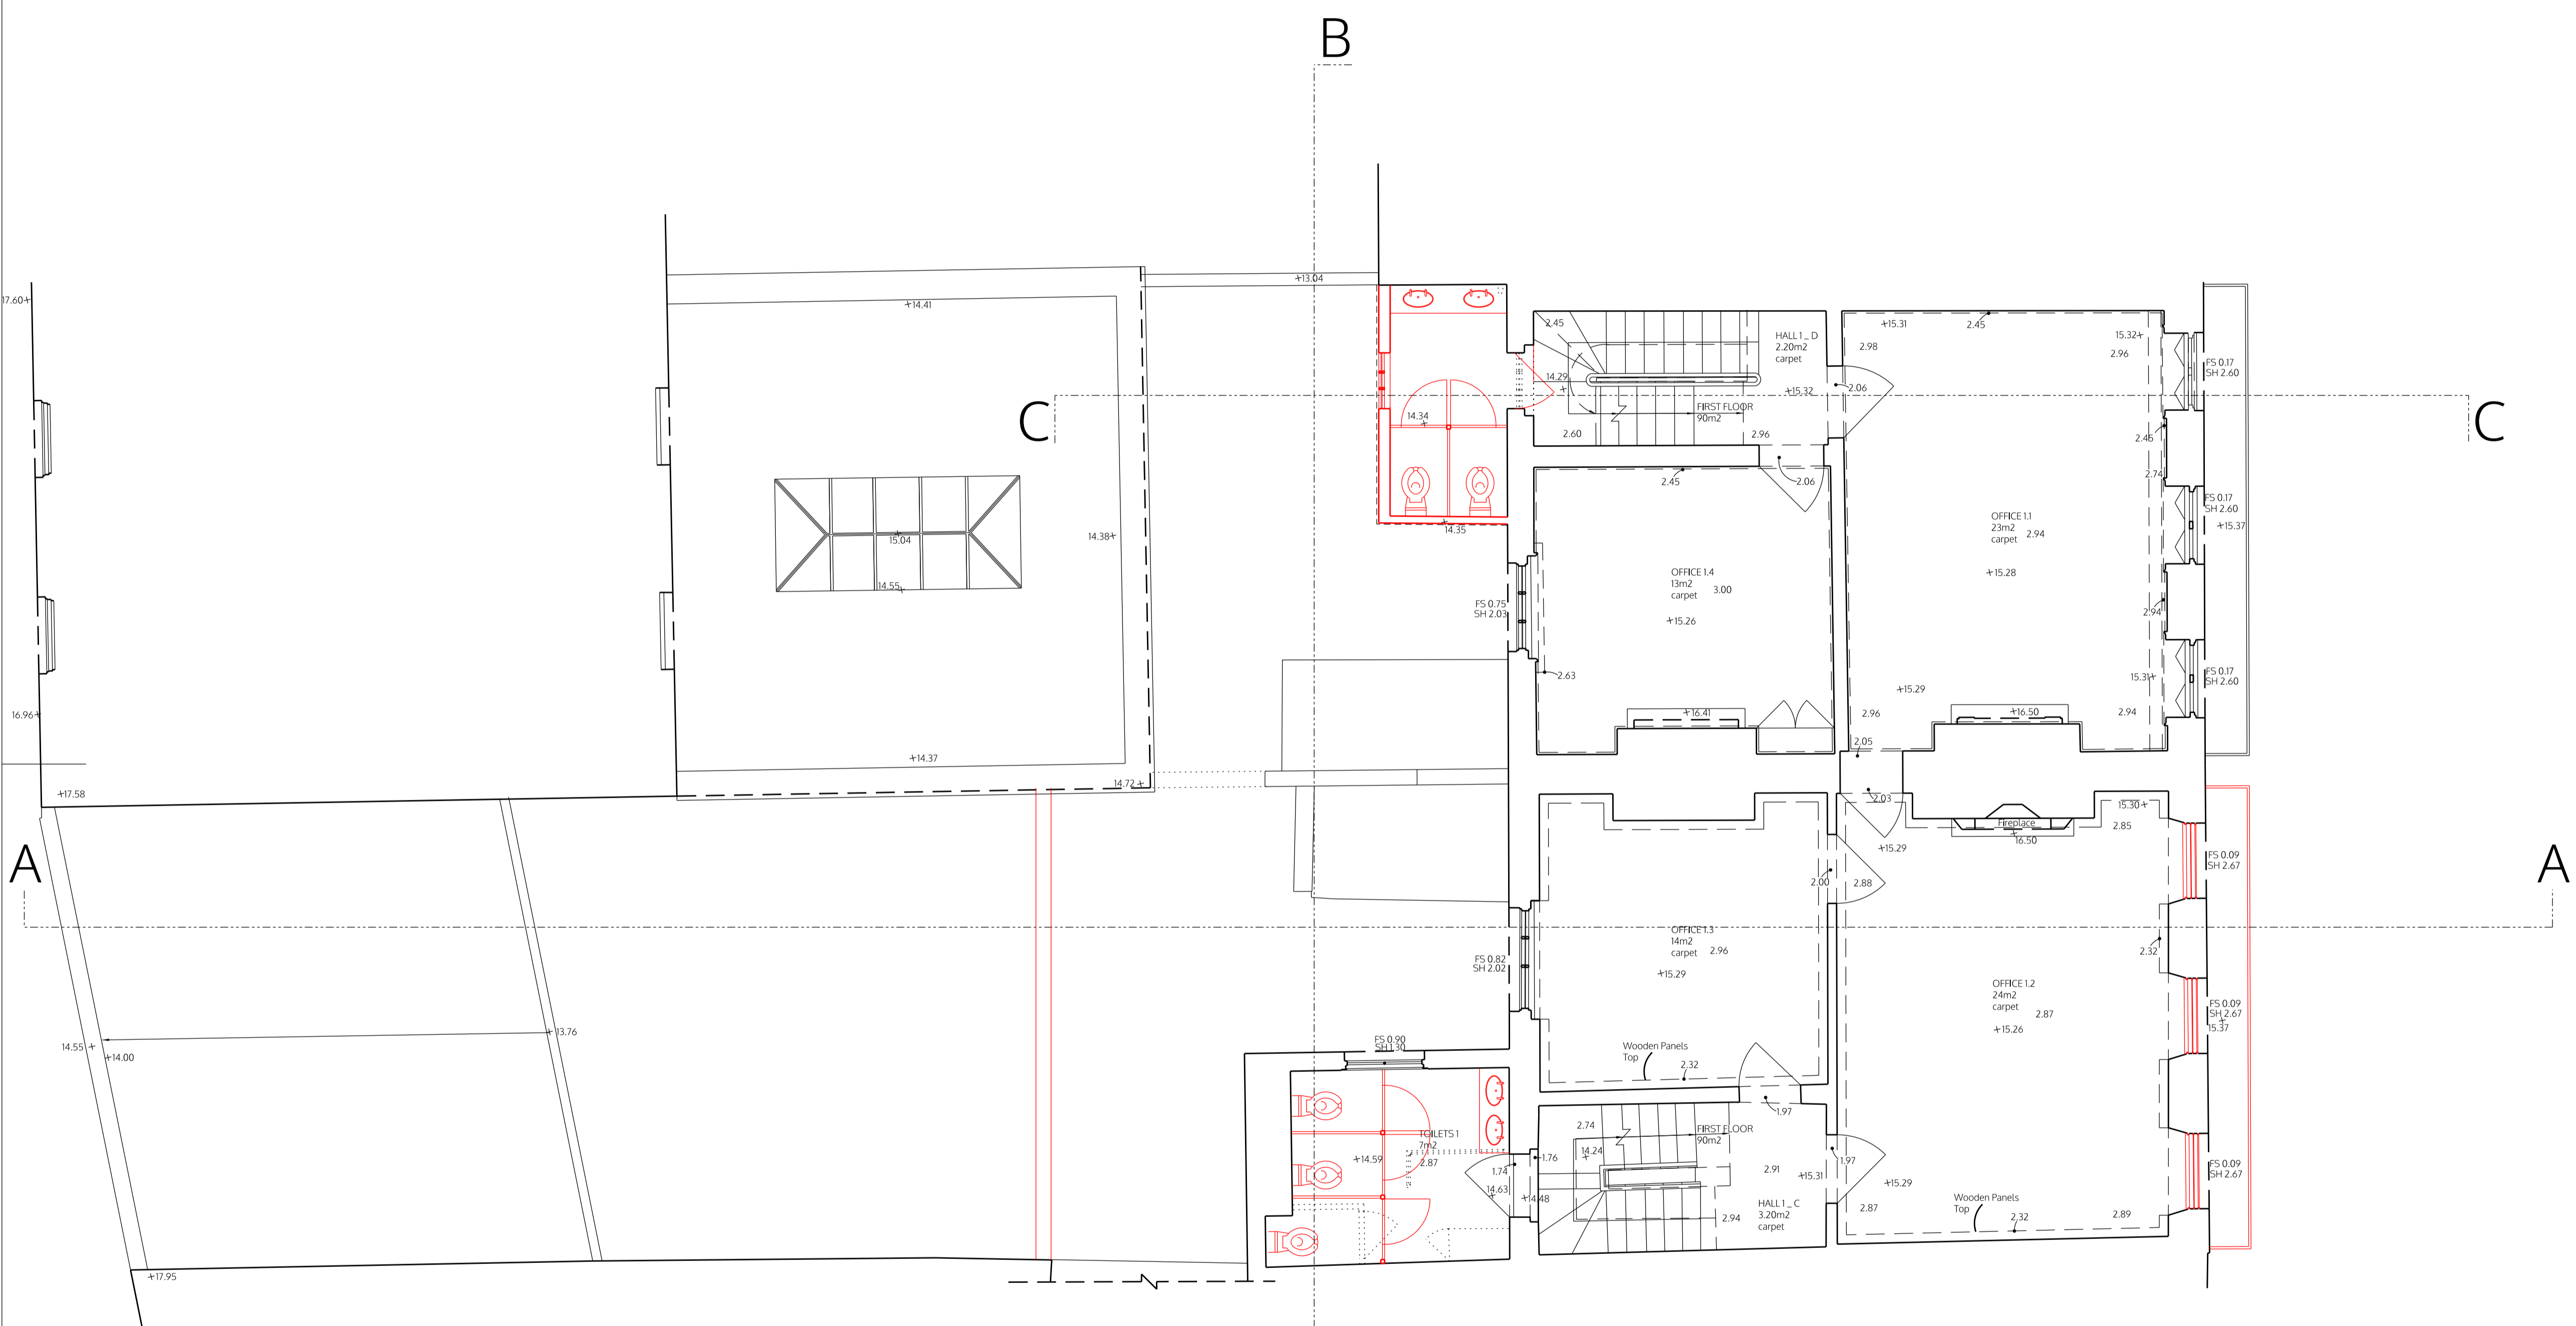 B
13.04
17.60
14.41
HALL 1_ D
2.20m2
carpet
2.45
15.31
2.45
15.32
2.98
2.96
FS 0.17
SH 2.60
14.29
15.32
2.06
C
14.34
FIRST FLOOR
90m2
C
2.60
2.96
2.45
2.74
2.45
2.06
FS 0.17
SH 2.60
14.35
OFFICE 1.1
23m2
carpet
2.94
15.37
14.38
15.04
14.55
15.28
OFFICE 1.4
13m2
carpet
3.00
FS 0.75
SH 2.03
15.26
2.94
2.63
15.31
FS 0.17
SH 2.60
15.29
16.96
16.41
2.96
16.50
2.94
2.05
14.37
14.72
17.58
2.03
15.30
Fireplace
2.85
16.50
15.29
A
A
FS 0.09
SH 2.67
2.00
2.88
OFFICE 1.3
14m2
carpet
2.96
2.32
FS 0.82
SH 2.02
15.29
OFFICE 1.2
24m2
carpet
2.87
15.26
FS 0.09
SH 2.67
15.37
13.76
14.55
14.00
FS 0.90
SH 1.30
Wooden Panels
Top
2.32
1.97
2.74
FIRST FLOOR
90m2
TOILETS 1
7m2
2.87
14.59
1.76
1.74
14.24
14.63
14.48
2.91
15.31
1.97
15.29
FS 0.09
SH 2.67
HALL 1_ C
3.20m2
carpet
2.94
2.87
Wooden Panels
Top
2.32
2.89
17.95